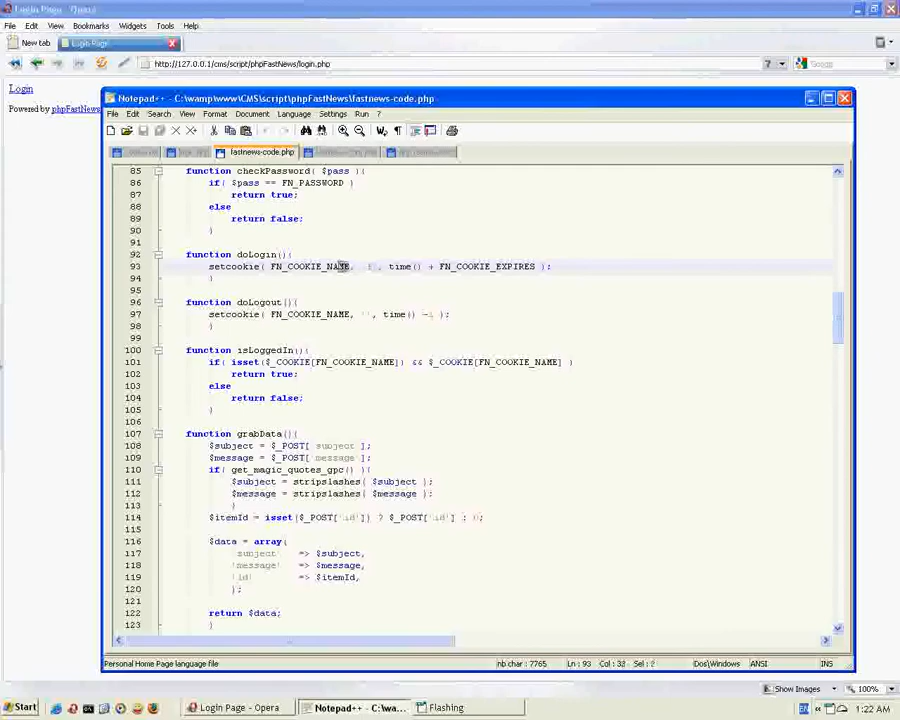 Login Page - Opera
File Edit View Bookmarks Widgets Tools Help
New tab Login Page
http://127.0.0.1/cms/script/phpFastNews/login.php ? Google
Login
Powered by phpFastNews
Notepad++ - C:\wamp\www\CMS\script\phpFastNews\fastnews-code.php
File Edit Search View Format Encoding Document Language Settings Run ?
fastnews-code.php
85 function checkPassword( $pass ){
86 if( $pass == FN_PASSWORD )
87 return true;
88 else
89 return false;
90 }
91
92 function doLogin(){
93 setcookie( FN_COOKIE_NAME, , time() + FN_COOKIE_EXPIRES );
94 }
95
96 function doLogout(){
97 setcookie( FN_COOKIE_NAME, '', time() -1 );
98 }
99
100 function isLoggedIn(){
101 if( isset($_COOKIE[FN_COOKIE_NAME]) && $_COOKIE[FN_COOKIE_NAME] )
102 return true;
103 else
104 return false;
105 }
106
107 function grabData(){
108 $subject = $_POST['subject'];
109 $message = $_POST['message'];
110 if( get_magic_quotes_gpc() ){
111 $subject = stripslashes( $subject );
112 $message = stripslashes( $message );
113 }
114 $itemId = isset($_POST['id']) ? $_POST['id'] : 0;
115
116 $data = array(
117 'subject' => $subject,
118 'message' => $message,
119 'id' => $itemId,
120 );
121
122 return $data;
123 }
Personal Home Page language file nb char : 7765 Ln : 93 Col : 33 Sel : 2 Dos\Windows ANSI INS
Show Images 100%
Start Login Page - Opera Notepad++ - C:\wa... Flashing EN 1:22 AM